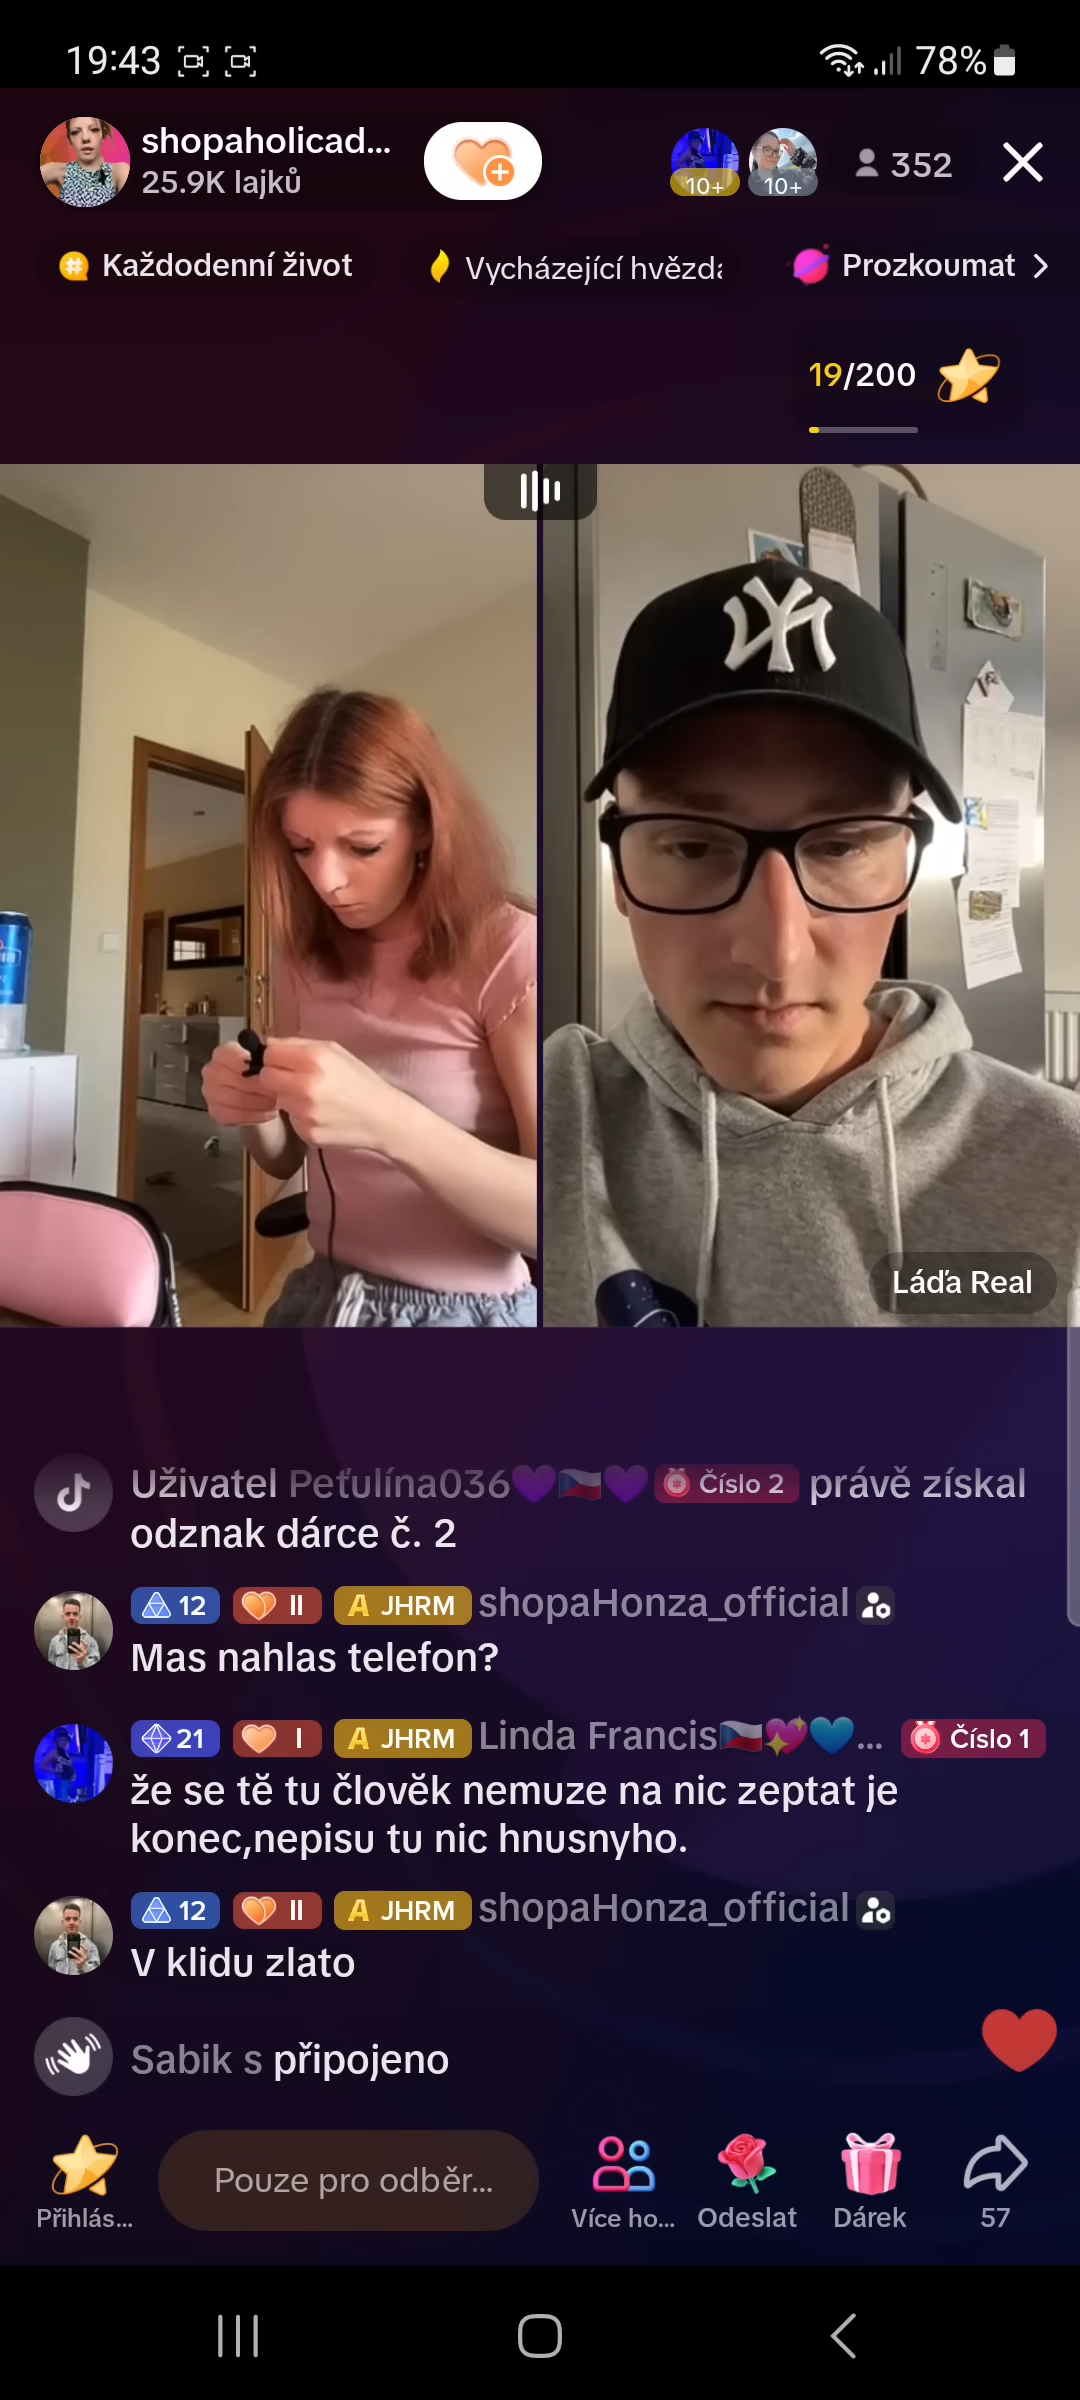 19:43
78%
shopaholicad...
25.9K lajků
10+
10+
352
Každodenní život
Vycházející hvězda
Prozkoumat
19/200
NY
Láďa Real
Uživatel Peťulína036💜🇨🇿💜 Číslo 2 právě získal
odznak dárce č. 2
12 II JHRM shopaHonza_official
Mas nahlas telefon?
21 I JHRM Linda Francis🇨🇿💖💙... Číslo 1
že se tě tu člověk nemuze na nic zeptat je
konec,nepisu tu nic hnusnyho.
12 II JHRM shopaHonza_official
V klidu zlato
Sabik s připojeno
Pouze pro odběr...
Přihlás...
Více ho...
Odeslat
Dárek
57